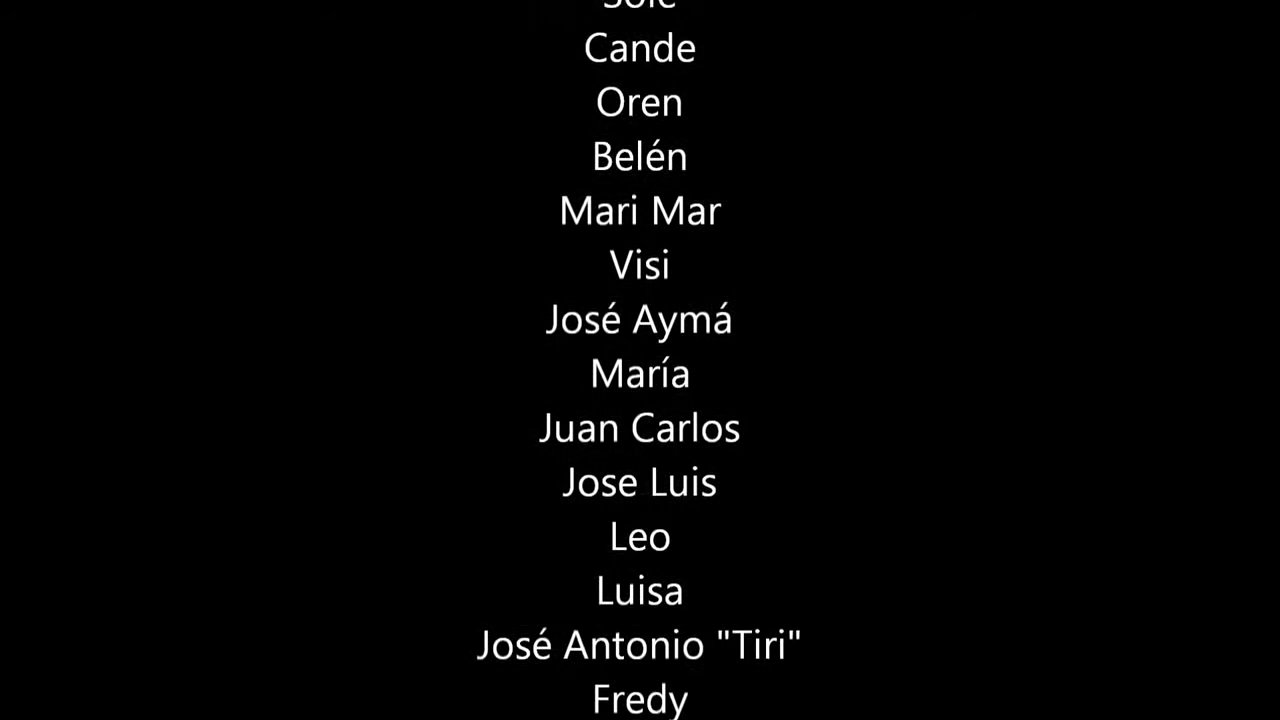 Sole
Cande
Oren
Belén
Mari Mar
Visi
José Aymá
María
Juan Carlos
Jose Luis
Leo
Luisa
José Antonio "Tiri"
Fredy